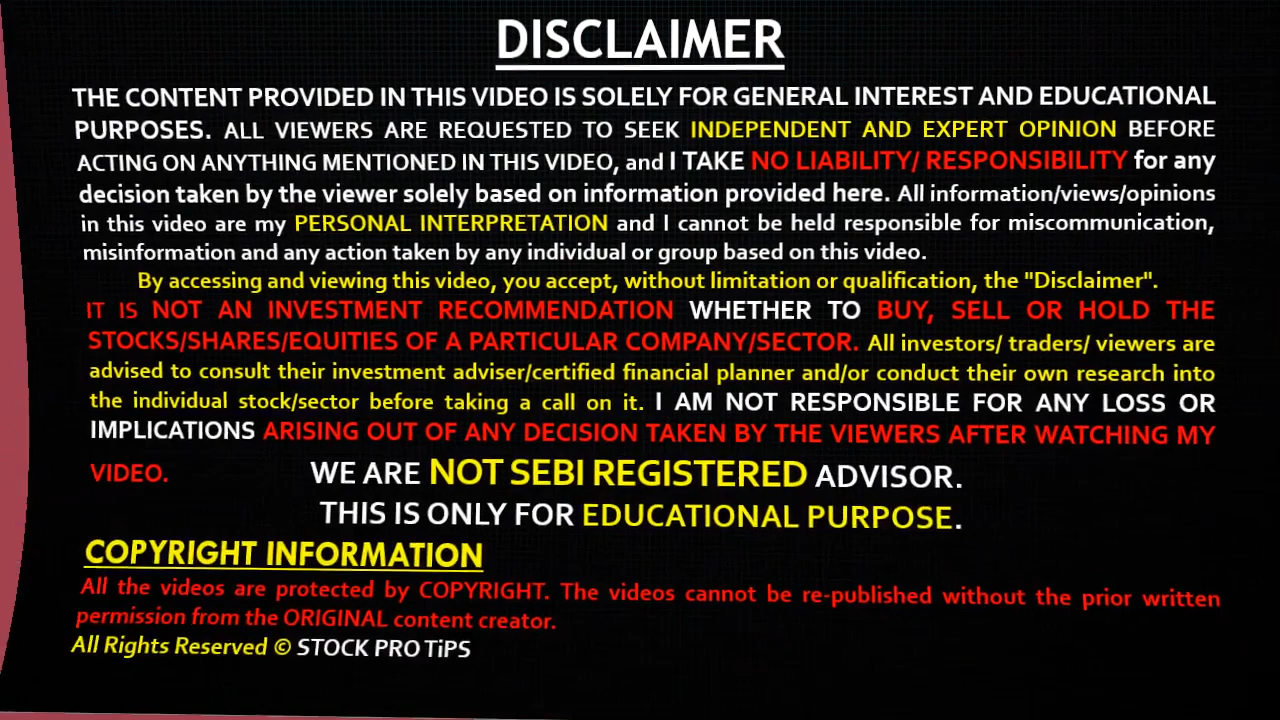 DISCLAIMER
THE CONTENT PROVIDED IN THIS VIDEO IS SOLELY FOR GENERAL INTEREST AND EDUCATIONAL
PURPOSES. ALL VIEWERS ARE REQUESTED TO SEEK INDEPENDENT AND EXPERT OPINION BEFORE
ACTING ON ANYTHING MENTIONED IN THIS VIDEO, and I TAKE NO LIABILITY/ RESPONSIBILITY for any
decision taken by the viewer solely based on information provided here. All information/views/opinions
in this video are my PERSONAL INTERPRETATION and I cannot be held responsible for miscommunication,
misinformation and any action taken by any individual or group based on this video.
By accessing and viewing this video, you accept, without limitation or qualification, the "Disclaimer".
IT IS NOT AN INVESTMENT RECOMMENDATION WHETHER TO BUY, SELL OR HOLD THE
STOCKS/SHARES/EQUITIES OF A PARTICULAR COMPANY/SECTOR. All investors/ traders/ viewers are
advised to consult their investment adviser/certified financial planner and/or conduct their own research into
the individual stock/sector before taking a call on it. I AM NOT RESPONSIBLE FOR ANY LOSS OR
IMPLICATIONS ARISING OUT OF ANY DECISION TAKEN BY THE VIEWERS AFTER WATCHING MY
VIDEO. WE ARE NOT SEBI REGISTERED ADVISOR.
THIS IS ONLY FOR EDUCATIONAL PURPOSE.
COPYRIGHT INFORMATION
All the videos are protected by COPYRIGHT. The videos cannot be re-published without the prior written
permission from the ORIGINAL content creator.
All Rights Reserved © STOCK PRO TiPS